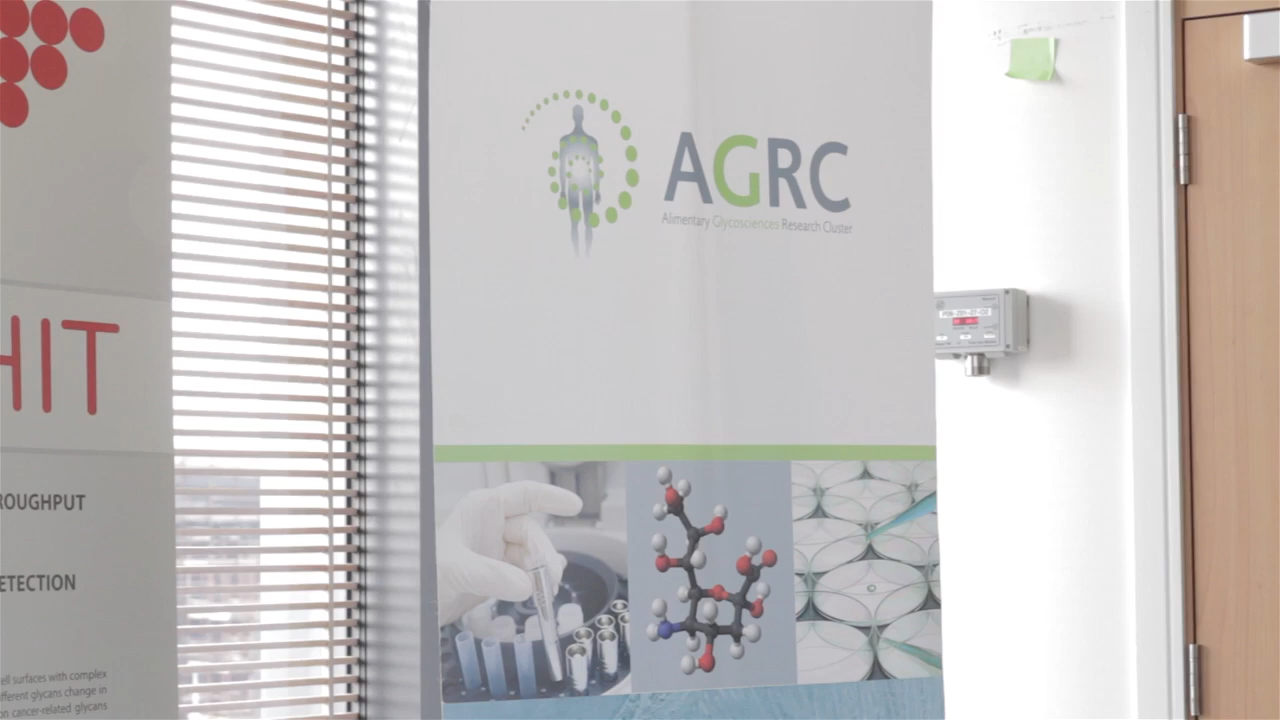 HIT
ROUGHPUT
ETECTION
ell surfaces with complex
ifferent glycans change in
on cancer-related glycans
AGRC
Alimentary Glycosciences Research Cluster